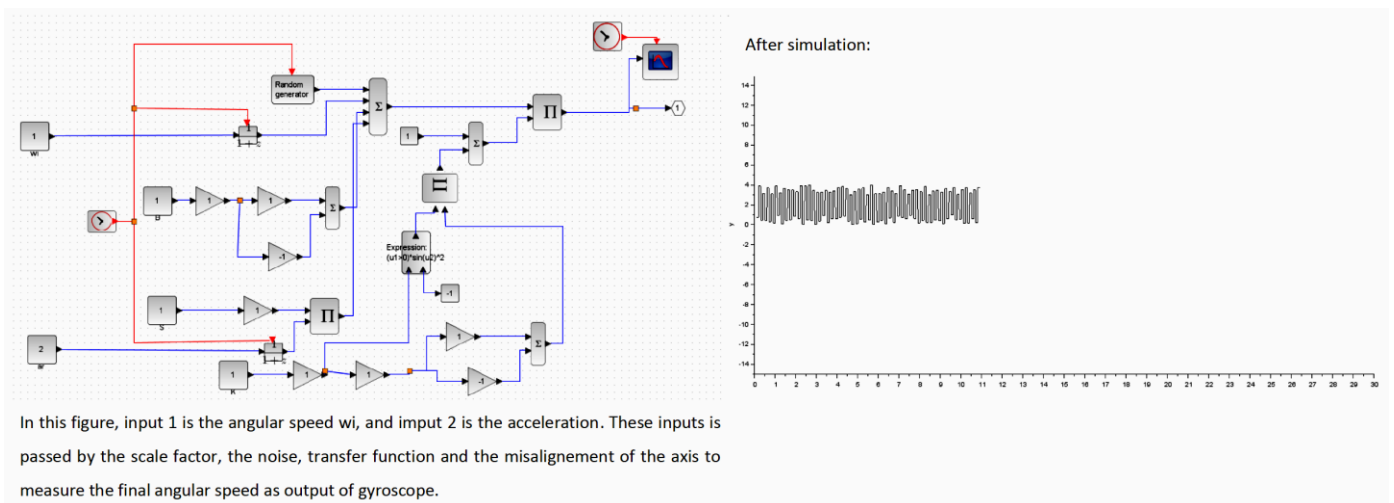 After simulation:
Random
generator
Σ
Π
1
1
1
wi
1
1+s
Σ
1
B
1
1
Σ
-1
Π
Expression:
(u1>0)*sin(u2)^2
-1
1
S
1
Π
2
1
1
K
1
1
1
-1
Σ
14
12
10
8
6
4
2
0
-2
-4
-6
-8
-10
-12
-14
y
0 1 2 3 4 5 6 7 8 9 10 11 12 13 14 15 16 17 18 19 20 21 22 23 24 25 26 27 28 29 30
In this figure, input 1 is the angular speed wi, and imput 2 is the acceleration. These inputs is
passed by the scale factor, the noise, transfer function and the misalignement of the axis to
measure the final angular speed as output of gyroscope.